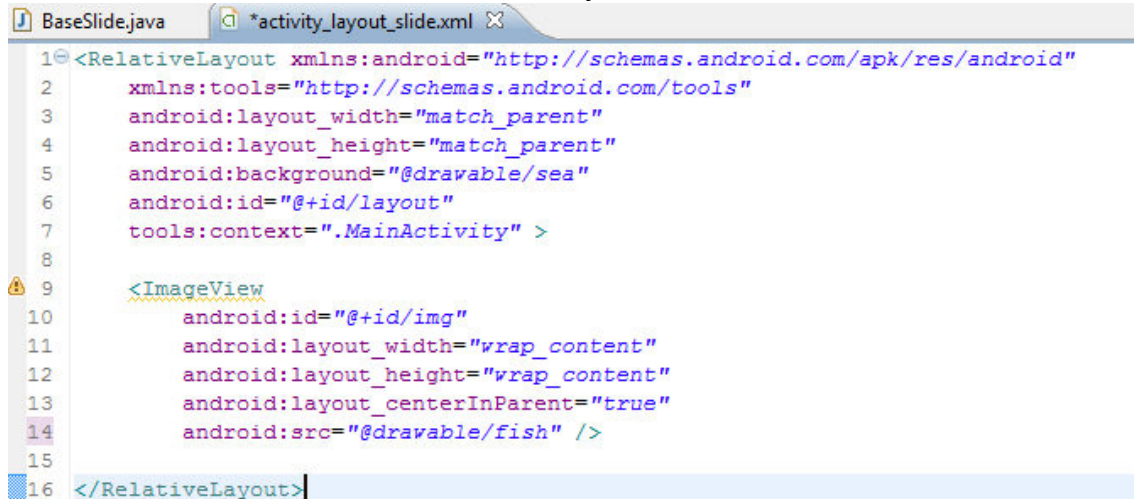 BaseSlide.java *activity_layout_slide.xml
1 <RelativeLayout xmlns:android="http://schemas.android.com/apk/res/android"
2 xmlns:tools="http://schemas.android.com/tools"
3 android:layout_width="match_parent"
4 android:layout_height="match_parent"
5 android:background="@drawable/sea"
6 android:id="@+id/layout"
7 tools:context=".MainActivity" >
8
9 <ImageView
10 android:id="@+id/img"
11 android:layout_width="wrap_content"
12 android:layout_height="wrap_content"
13 android:layout_centerInParent="true"
14 android:src="@drawable/fish" />
15
16 </RelativeLayout>